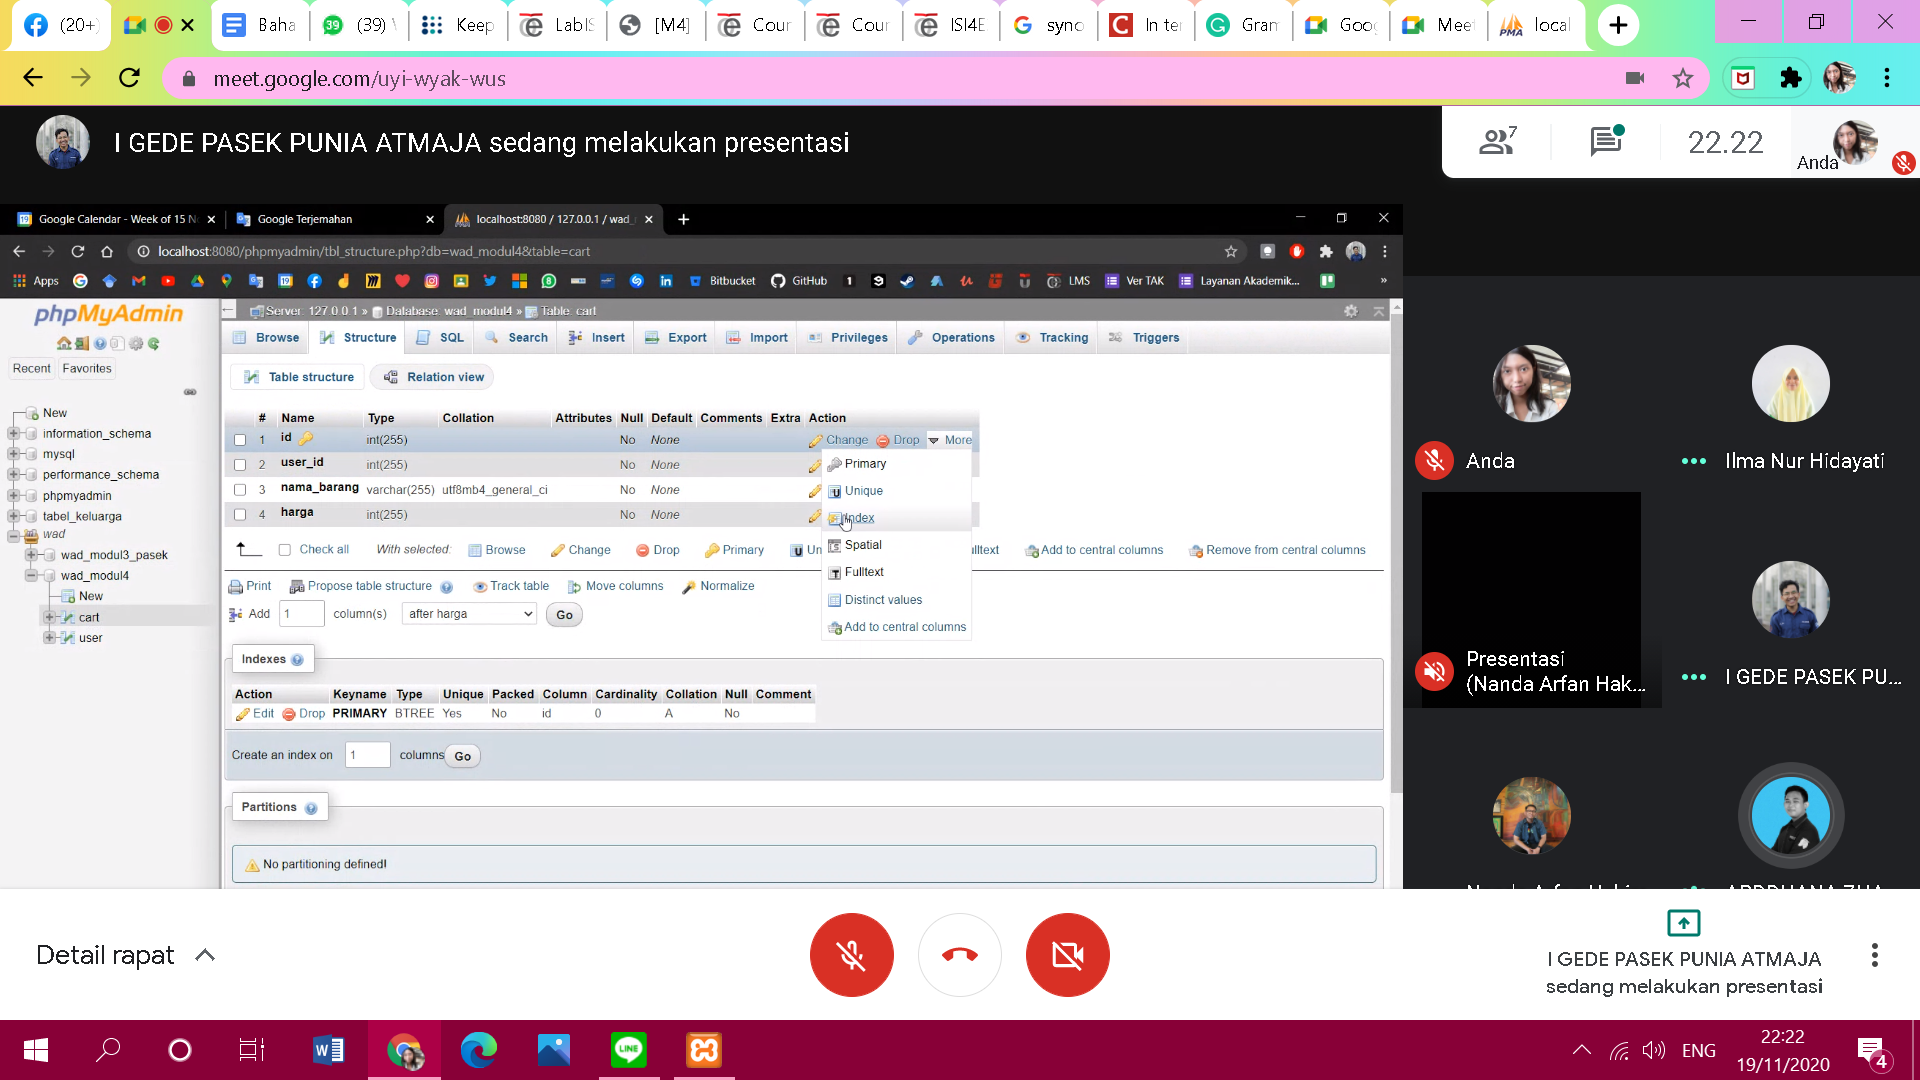 (20+)
Baha
(39)
Keep
LabIS
[M4]
Cour
Cour
ISI4E
syno
In ter
Gran
Goo
Meet
local
meet.google.com/uyi-wyak-wus
I GEDE PASEK PUNIA ATMAJA sedang melakukan presentasi
7
22.22
Anda
Google Calendar - Week of 15 N
Google Terjemahan
localhost:8080 / 127.0.0.1 / wad_
localhost:8080/phpmyadmin/tbl_structure.php?db=wad_modul4&table=cart
Apps
Bitbucket
GitHub
LMS
Ver TAK
Layanan Akademik...
»
phpMyAdmin
Recent
Favorites
New
information_schema
mysql
performance_schema
phpmyadmin
tabel_keluarga
wad
wad_modul3_pasek
wad_modul4
New
cart
user
Server: 127.0.0.1 » Database: wad_modul4 » Table: cart
Browse Structure SQL Search Insert Export Import Privileges Operations Tracking Triggers
Table structure Relation view
# Name Type Collation Attributes Null Default Comments Extra Action
1 id int(255) No None Change Drop More
2 user_id int(255) No None
3 nama_barang varchar(255) utf8mb4_general_ci No None
4 harga int(255) No None
Primary
Unique
Index
Spatial
Fulltext
Distinct values
Add to central columns
Check all With selected: Browse Change Drop Primary Un lltext Add to central columns Remove from central columns
Print Propose table structure Track table Move columns Normalize
Add 1 column(s) after harga Go
Indexes
Action Keyname Type Unique Packed Column Cardinality Collation Null Comment
Edit Drop PRIMARY BTREE Yes No id 0 A No
Create an index on 1 columns Go
Partitions
No partitioning defined!
Anda
Ilma Nur Hidayati
Presentasi
(Nanda Arfan Hak...
I GEDE PASEK PU...
Detail rapat
I GEDE PASEK PUNIA ATMAJA
sedang melakukan presentasi
ENG
22:22
19/11/2020
4